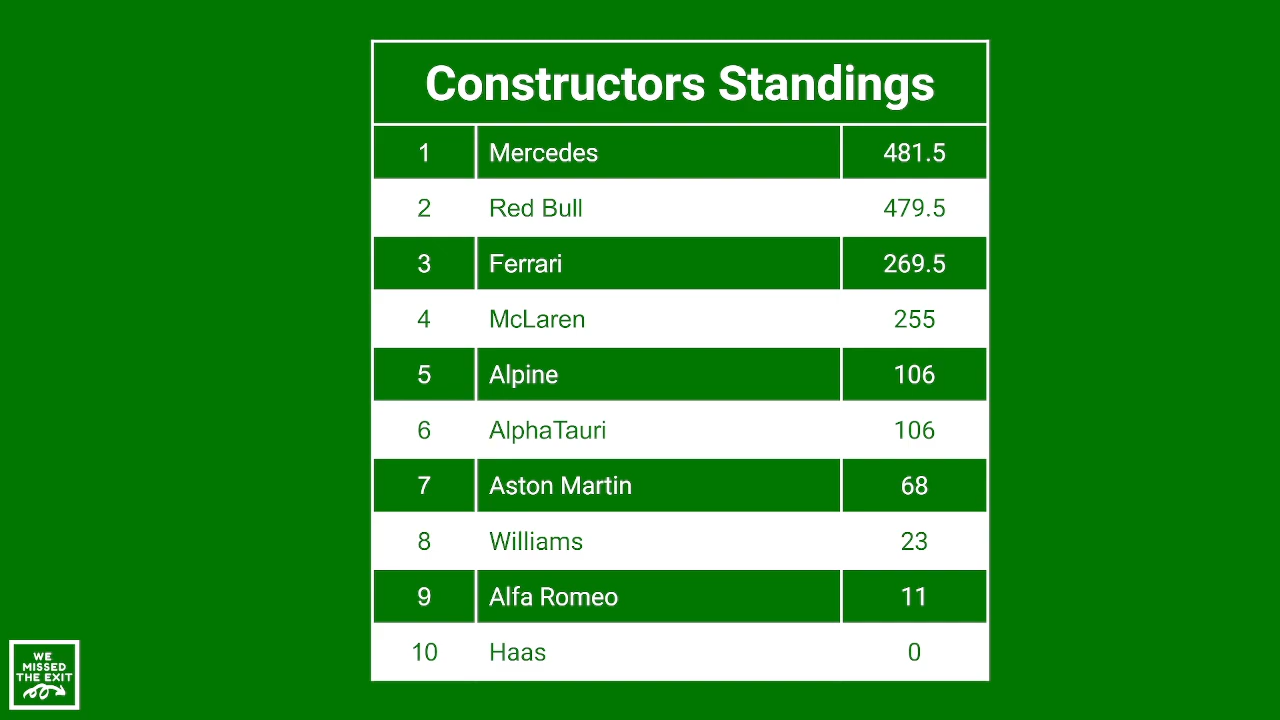 Constructors Standings
1 Mercedes 481.5
2 Red Bull 479.5
3 Ferrari 269.5
4 McLaren 255
5 Alpine 106
6 AlphaTauri 106
7 Aston Martin 68
8 Williams 23
9 Alfa Romeo 11
10 Haas 0
WE
MISSED
THE EXIT